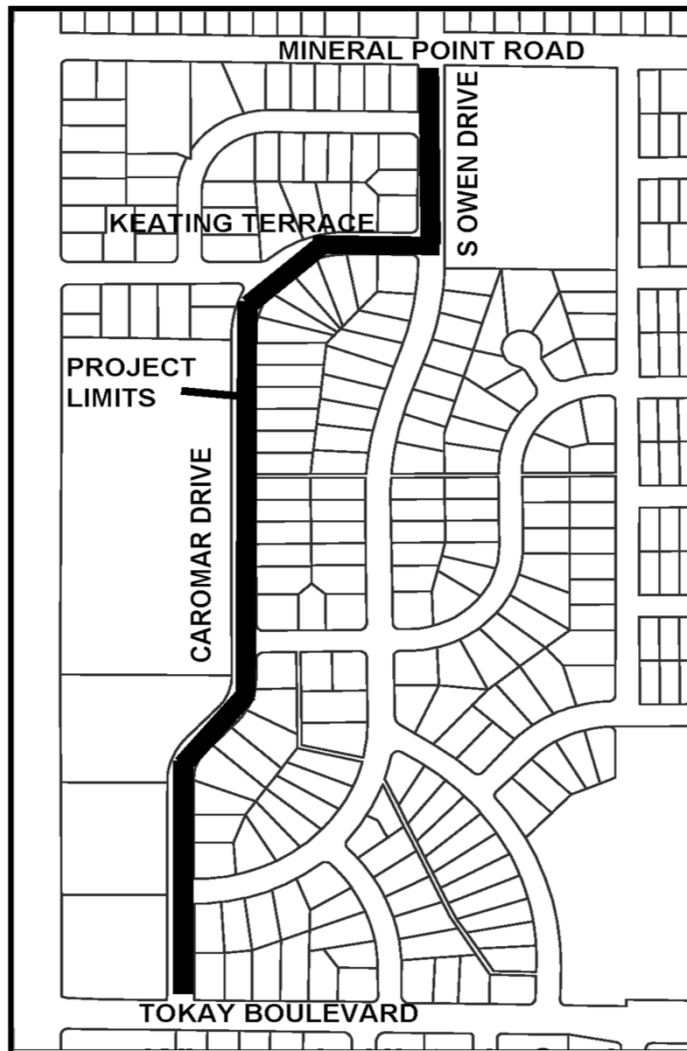 MINERAL POINT ROAD
S OWEN DRIVE
KEATING TERRACE
PROJECT
LIMITS
CAROMAR DRIVE
TOKAY BOULEVARD